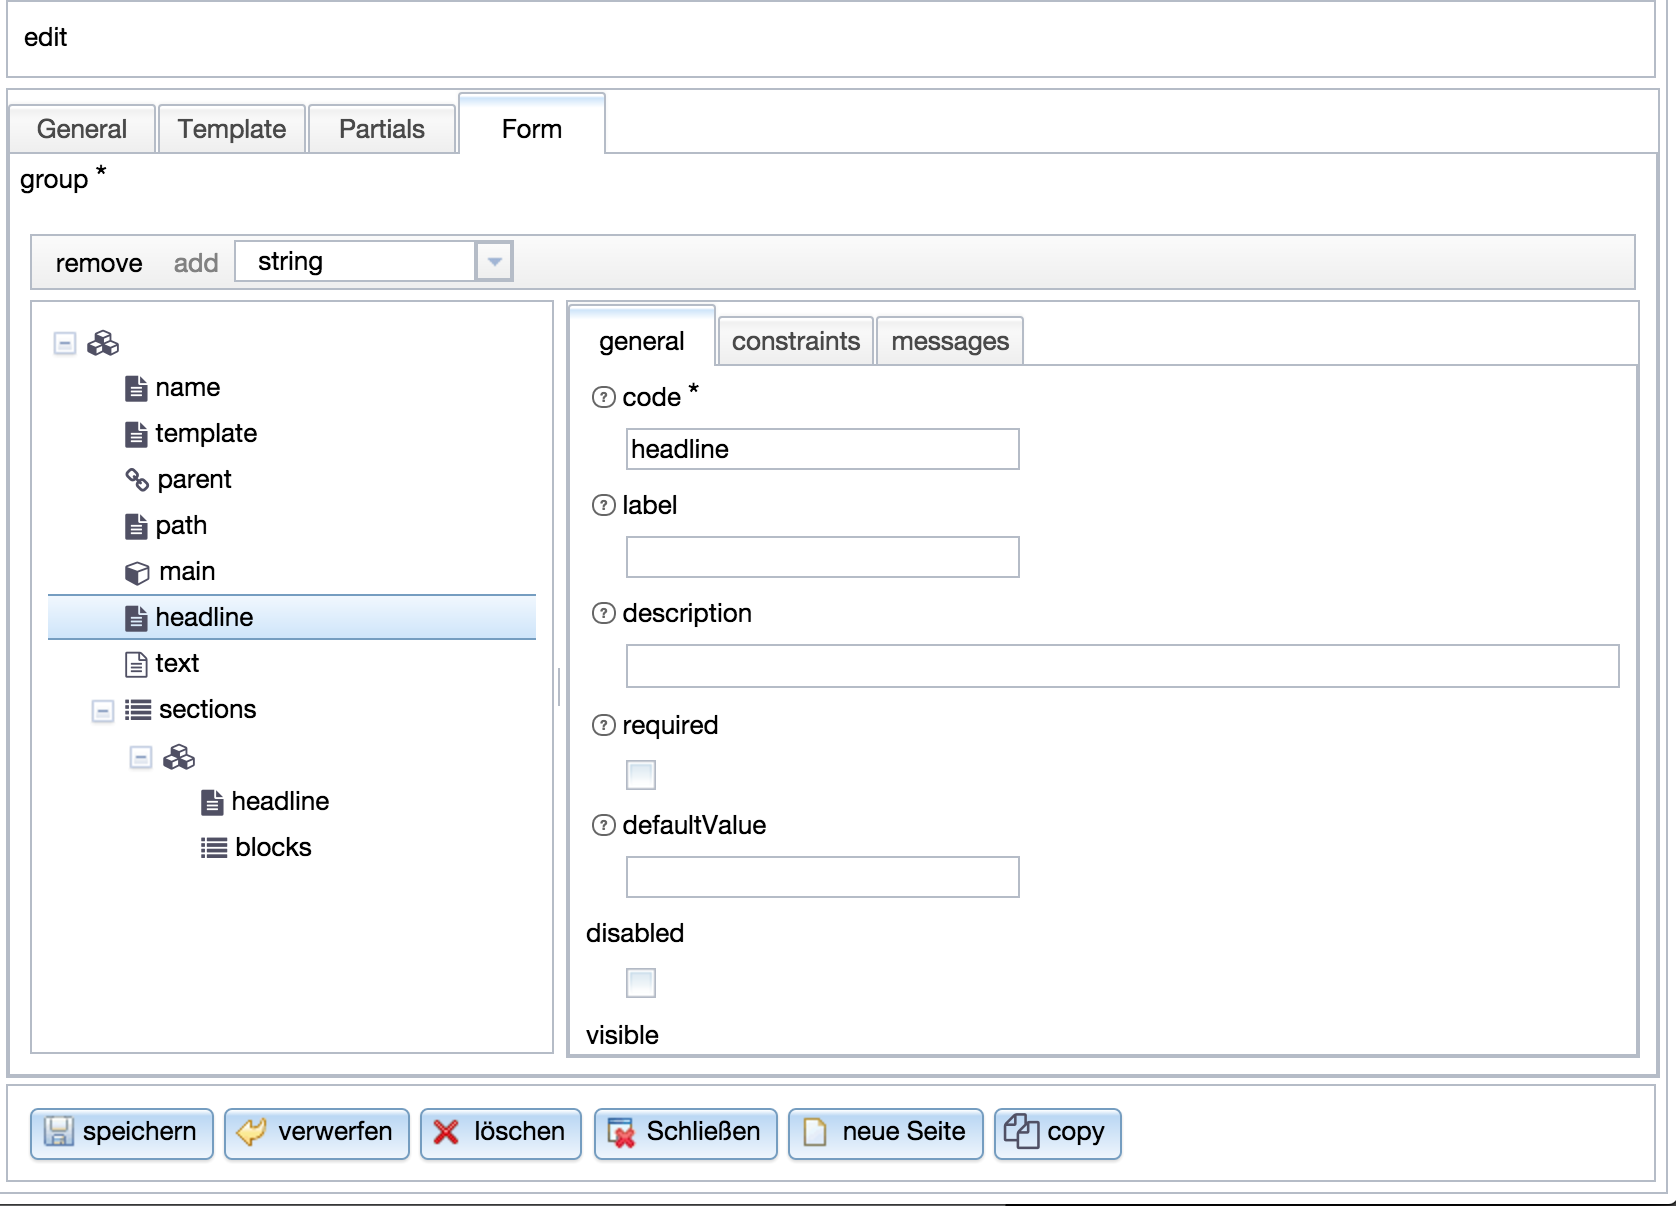 edit
General Template Partials Form
group *
remove add string
name
template
parent
path
main
headline
text
sections
headline
blocks
general constraints messages
code *
headline
label
description
required
defaultValue
disabled
visible
speichern verwerfen löschen Schließen neue Seite copy